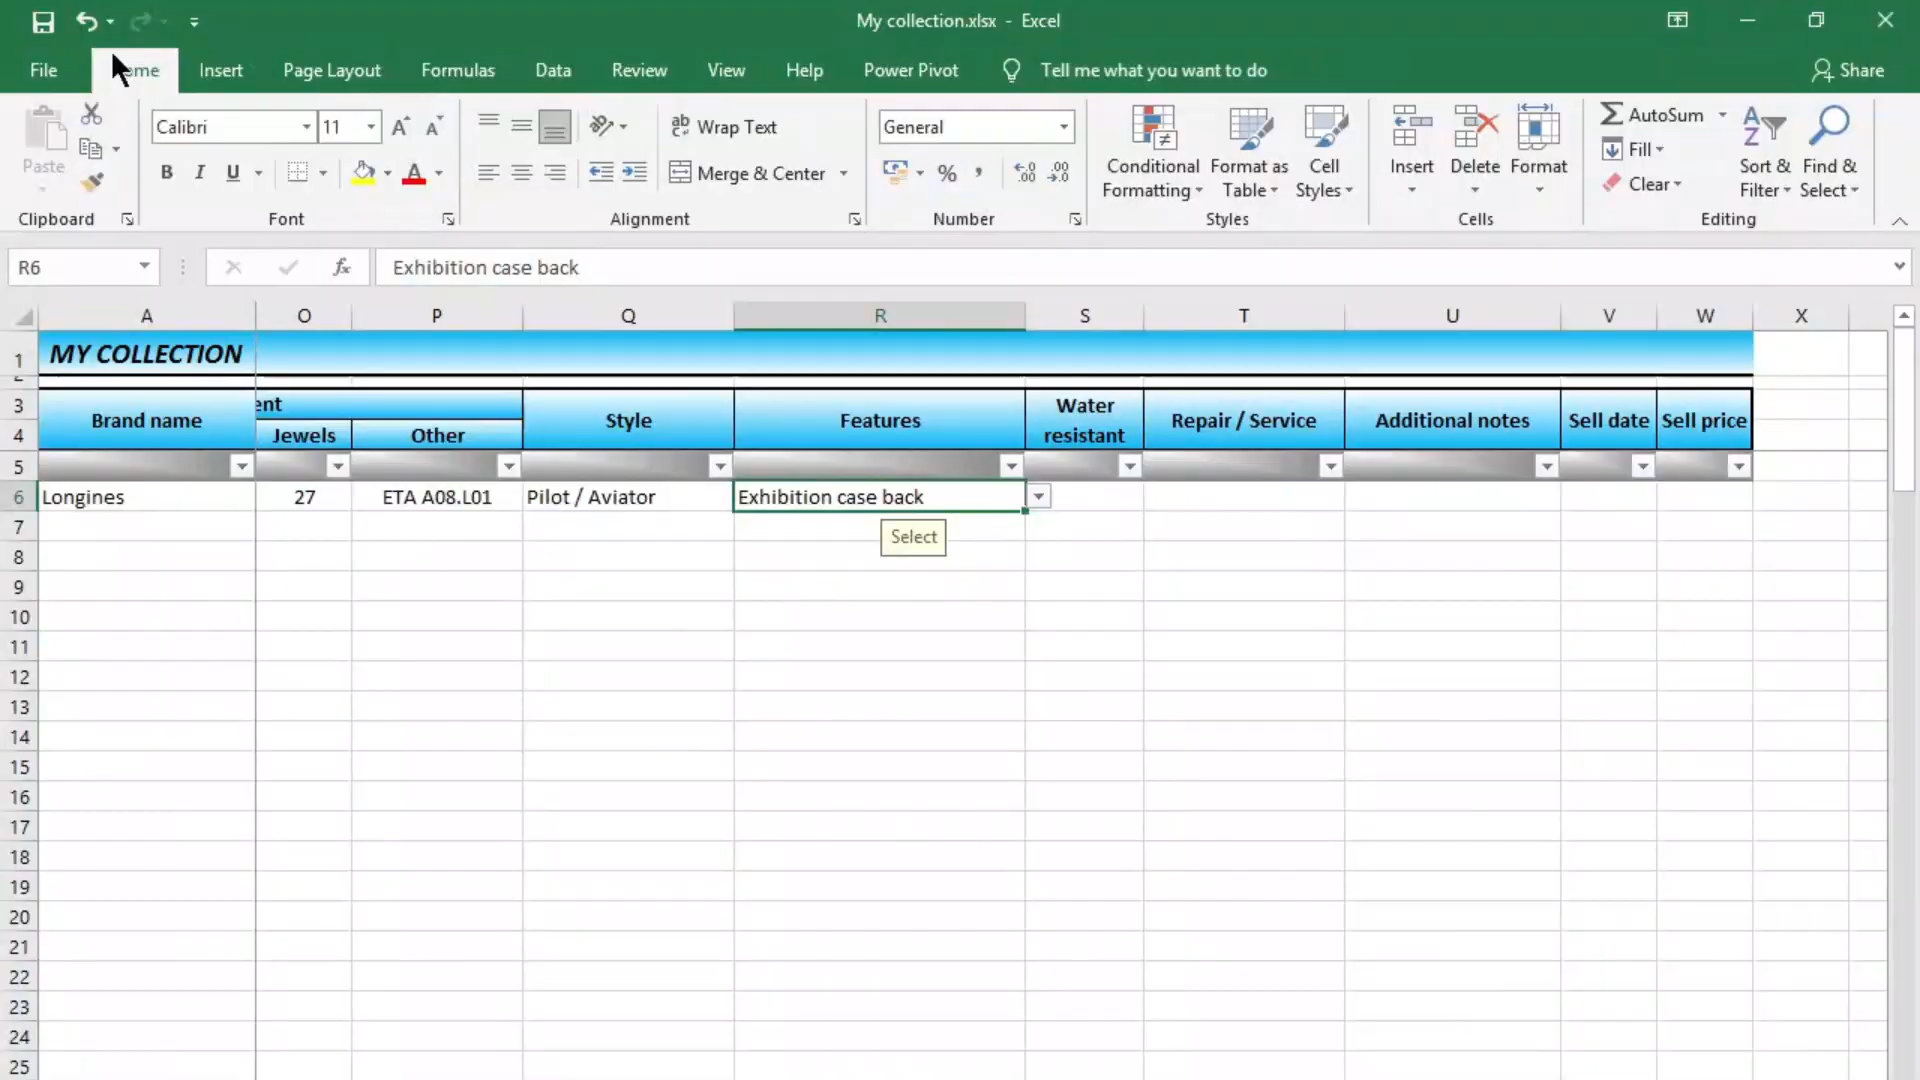 My collection.xlsx - Excel
File Home Insert Page Layout Formulas Data Review View Help Power Pivot Tell me what you want to do Share
Calibri 11 Wrap Text General AutoSum
Paste Conditional Formatting Format as Table Cell Styles Insert Delete Format Fill Sort & Filter Find & Select
B I U Merge & Center % Clear
Clipboard Font Alignment Number Styles Cells Editing
R6 fx Exhibition case back
A O P Q R S T U V W X
1 MY COLLECTION
2
3 Brand name ent Style Features Water resistant Repair / Service Additional notes Sell date Sell price
4 Jewels Other
5
6 Longines 27 ETA A08.L01 Pilot / Aviator Exhibition case back
7 Select
8
9
10
11
12
13
14
15
16
17
18
19
20
21
22
23
24
25